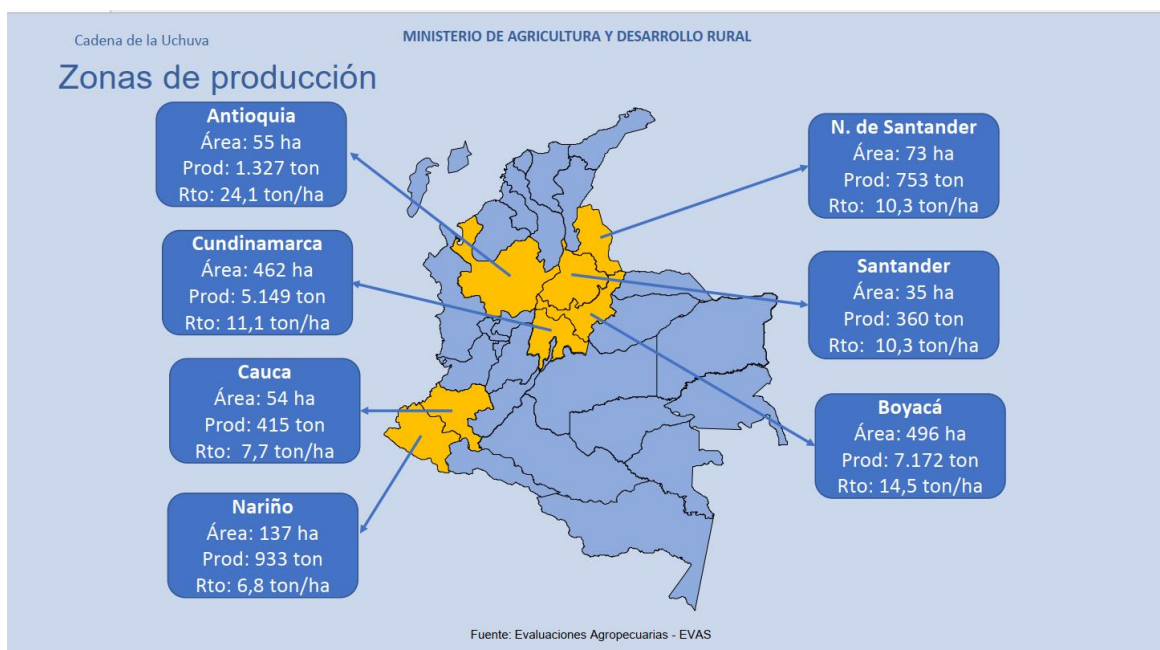 Cadena de la Uchuva
MINISTERIO DE AGRICULTURA Y DESARROLLO RURAL
Zonas de producción
Antioquia
Área: 55 ha
Prod: 1.327 ton
Rto: 24,1 ton/ha
Cundinamarca
Área: 462 ha
Prod: 5.149 ton
Rto: 11,1 ton/ha
Cauca
Área: 54 ha
Prod: 415 ton
Rto: 7,7 ton/ha
Nariño
Área: 137 ha
Prod: 933 ton
Rto: 6,8 ton/ha
N. de Santander
Área: 73 ha
Prod: 753 ton
Rto: 10,3 ton/ha
Santander
Área: 35 ha
Prod: 360 ton
Rto: 10,3 ton/ha
Boyacá
Área: 496 ha
Prod: 7.172 ton
Rto: 14,5 ton/ha
Fuente: Evaluaciones Agropecuarias - EVAS